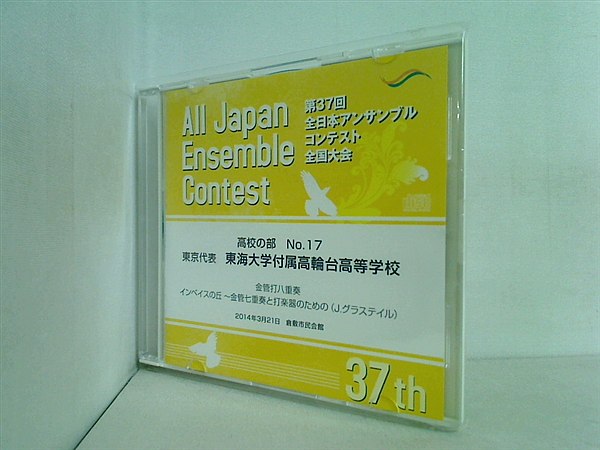 All Japan
Ensemble
Contest
第37回
全日本アンサンブル
コンテスト
全国大会
高校の部 No.17
東京代表 東海大学付属高輪台高等学校
金管打八重奏
インベイスの丘 〜金管七重奏と打楽器のための (J.グラステイル)
2014年3月21日 倉敷市民会館
37th